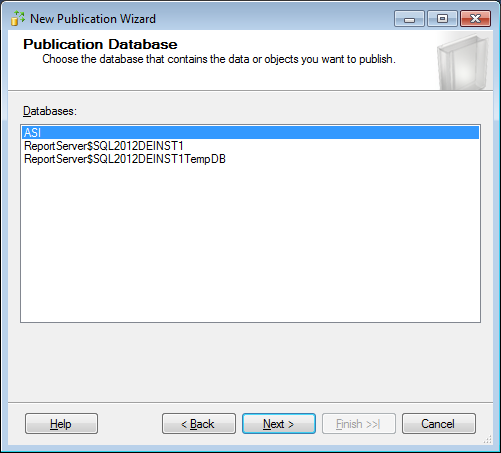 New Publication Wizard
Publication Database
Choose the database that contains the data or objects you want to publish.
Databases:
ASI
ReportServer$SQL2012DEINST1
ReportServer$SQL2012DEINST1TempDB
Help
< Back
Next >
Finish >>|
Cancel